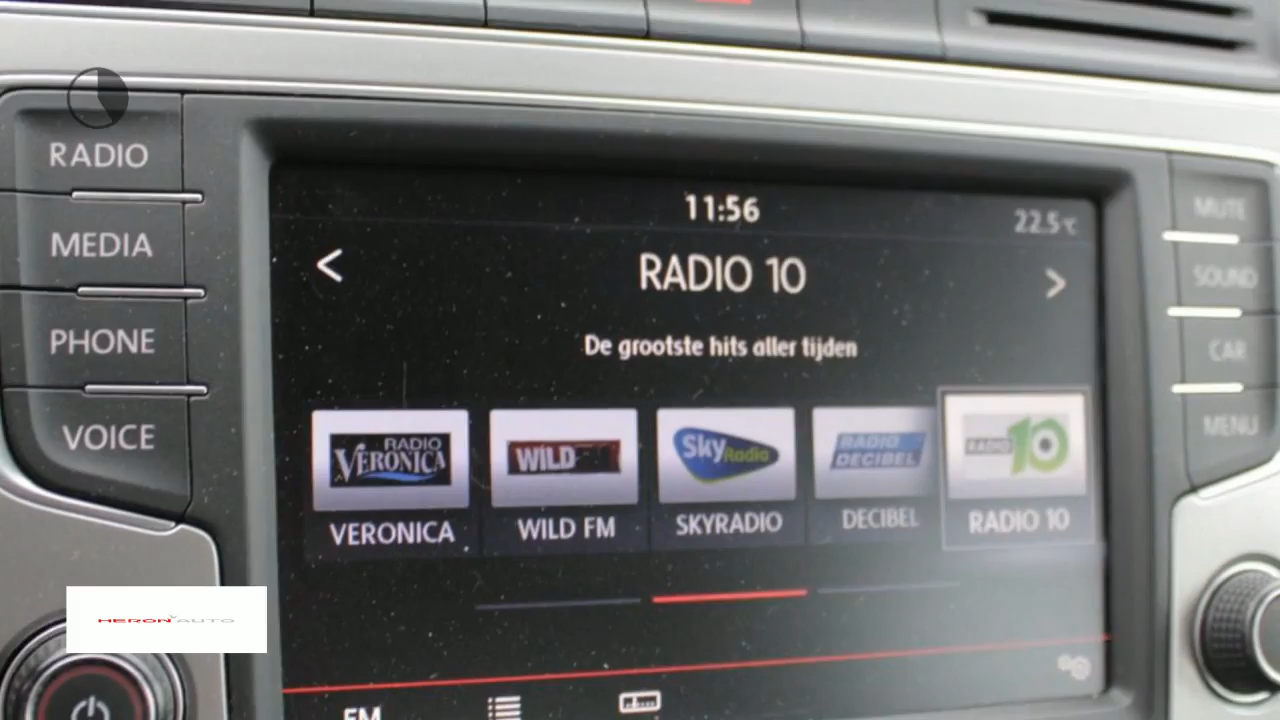 RADIO
MEDIA
PHONE
VOICE
11:56
22.5°C
<
RADIO 10
>
De grootste hits aller tijden
RADIO VERONICA
WILD
Sky Radio
RADIO DECIBEL
RADIO 10
VERONICA
WILD FM
SKYRADIO
DECIBEL
RADIO 10
FM
MUTE
SOUND
CAR
MENU
HERON AUTO